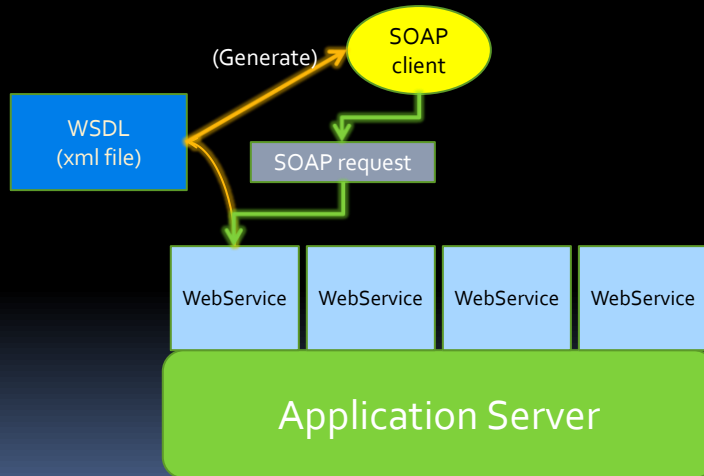 SOAP
client
(Generate)
WSDL
(xml file)
SOAP request
WebService
WebService
WebService
WebService
Application Server